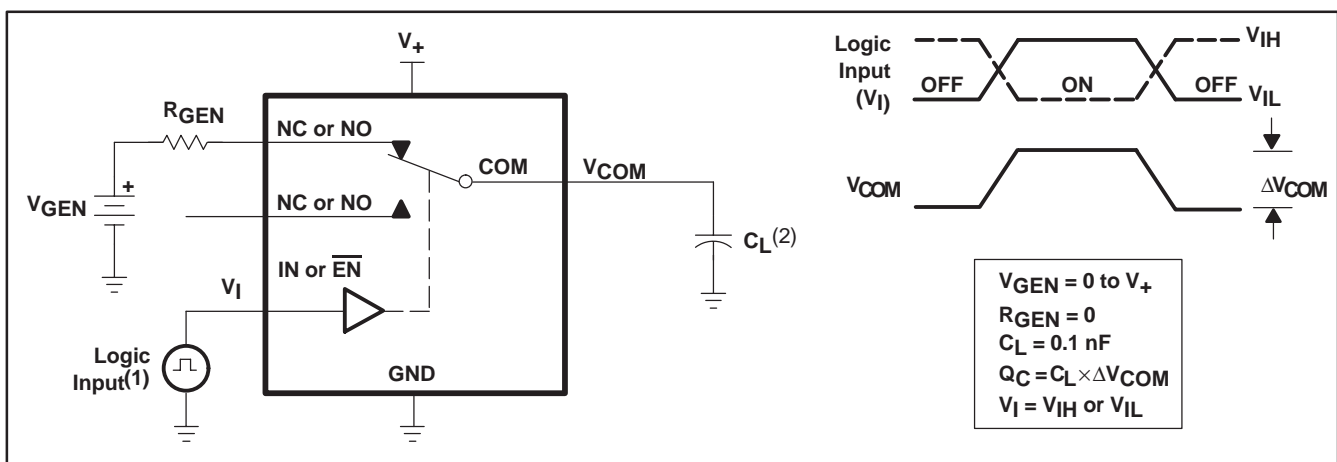 V+
RGEN
NC or NO
COM
VCOM
VGEN
+
NC or NO
CL(2)
IN or E̅N̅
VI
Logic
Input(1)
GND
Logic
Input
(VI)
OFF
ON
OFF
VIH
VIL
VCOM
ΔVCOM
VGEN = 0 to V+
RGEN = 0
CL = 0.1 nF
QC = CL × ΔVCOM
VI = VIH or VIL